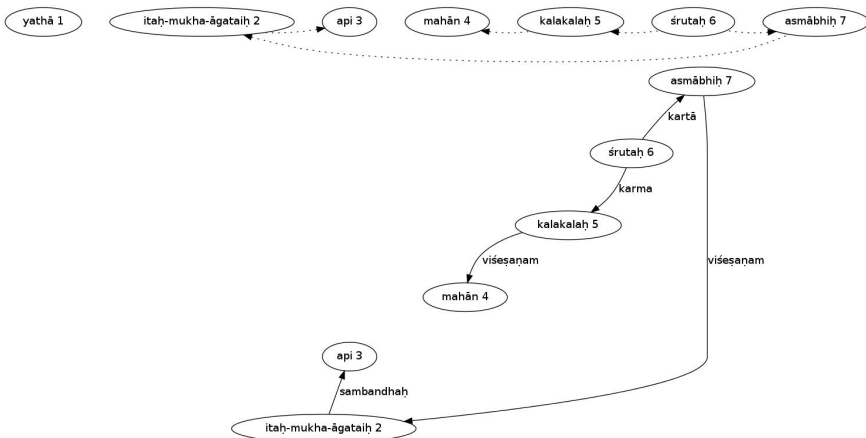 yathā 1 itaḥ-mukha-āgataiḥ 2 api 3 mahān 4 kalakalaḥ 5 śrutaḥ 6 asmābhiḥ 7
asmābhiḥ 7
kartā
śrutaḥ 6
karma
kalakalaḥ 5
viśeṣaṇam viśeṣaṇam
mahān 4
api 3
sambandhaḥ
itaḥ-mukha-āgataiḥ 2